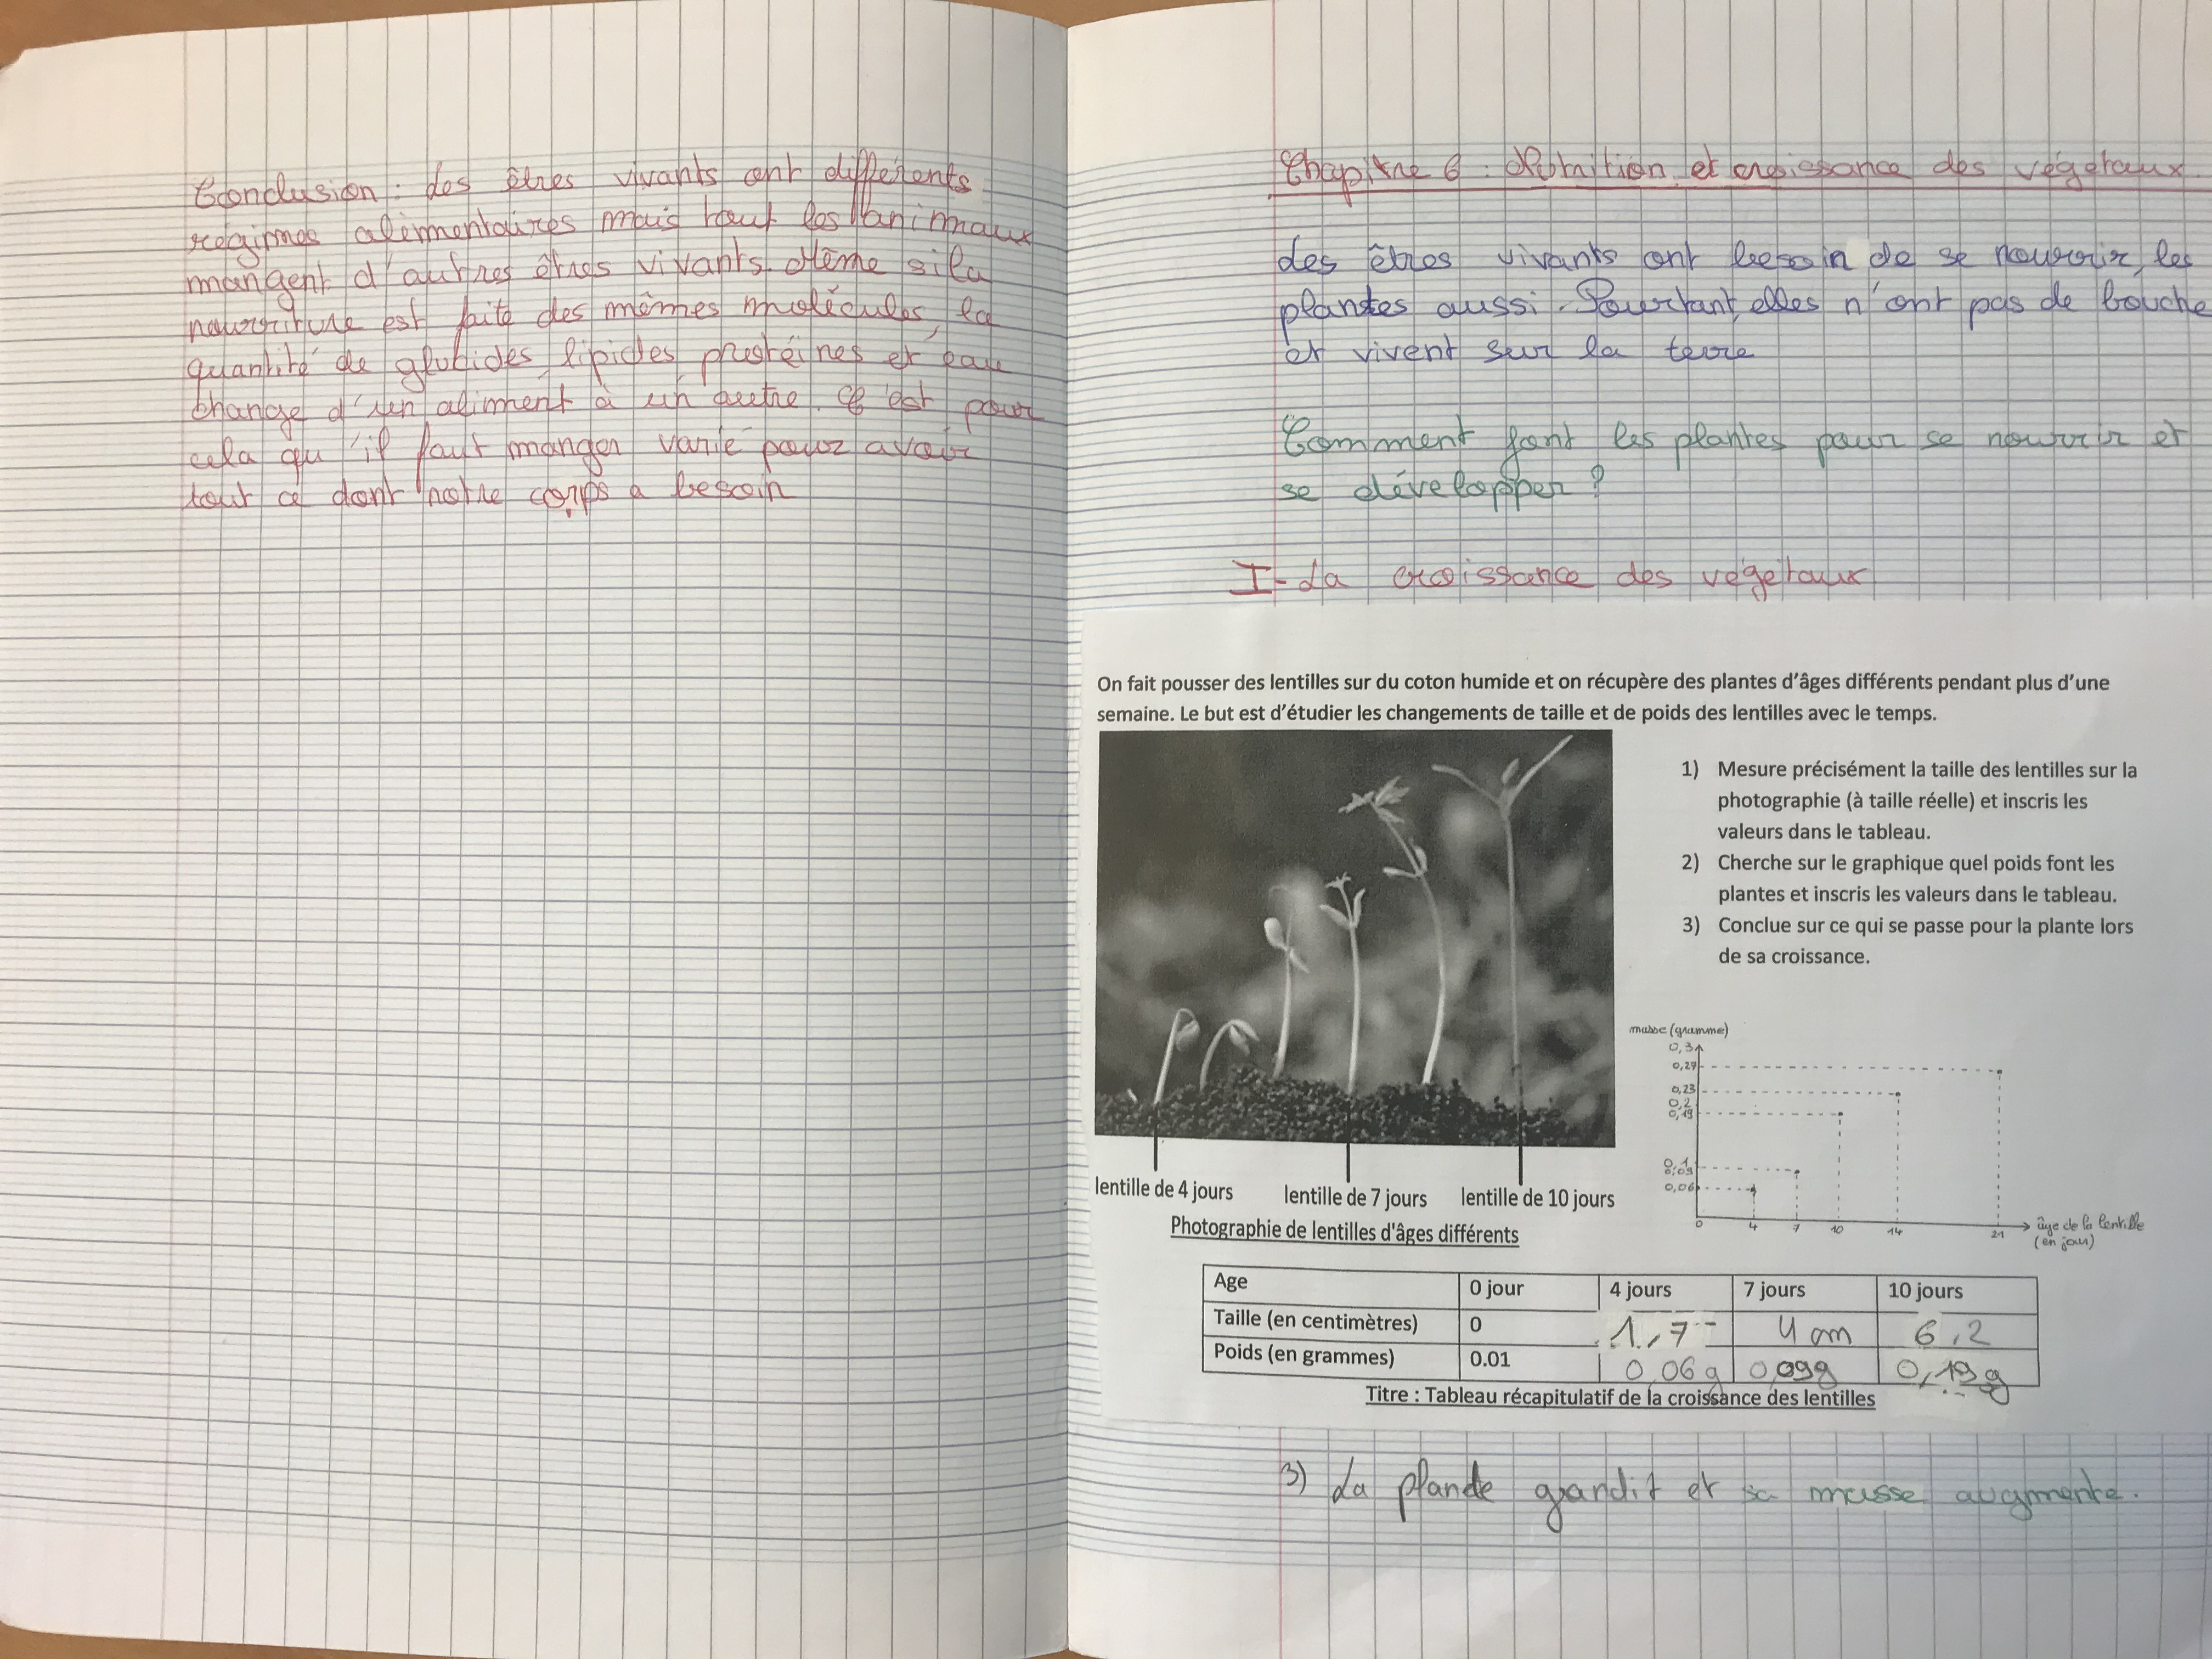 Conclusion : Les êtres vivants ont différents
régimes alimentaires mais tout les animaux
mangent d'autres êtres vivants. Même si la
nourriture est faite des mêmes molécules, la
quantité de glucides, lipides, protéines et eau
change d'un aliment à un autre. C'est pour
cela qu'il faut manger varié pour avoir
tout ce dont notre corps a besoin
Chapitre 6 : Nutrition et croissance des végétaux.
Les êtres vivants ont besoin de se nourrir, les
plantes aussi. Pourtant, elles n'ont pas de bouche
et vivent sur la terre
Comment font les plantes pour se nourrir et
se développer ?
I - La croissance des végétaux
On fait pousser des lentilles sur du coton humide et on récupère des plantes d'âges différents pendant plus d'une
semaine. Le but est d'étudier les changements de taille et de poids des lentilles avec le temps.
1) Mesure précisément la taille des lentilles sur la
photographie (à taille réelle) et inscris les
valeurs dans le tableau.
2) Cherche sur le graphique quel poids font les
plantes et inscris les valeurs dans le tableau.
3) Conclue sur ce qui se passe pour la plante lors
de sa croissance.
masse (gramme)
0,3
0,27
0,23
0,2
0,19
0,1
0,09
0,06
0 4 7 10 14 21
âge de la lentille
(en jour)
lentille de 4 jours lentille de 7 jours lentille de 10 jours
Photographie de lentilles d'âges différents
Age 0 jour 4 jours 7 jours 10 jours
Taille (en centimètres) 0 1,7 4 cm 6,2
Poids (en grammes) 0.01 0,06g 0,09g 0,19g
Titre : Tableau récapitulatif de la croissance des lentilles
3) La plante grandit et sa masse augmente.